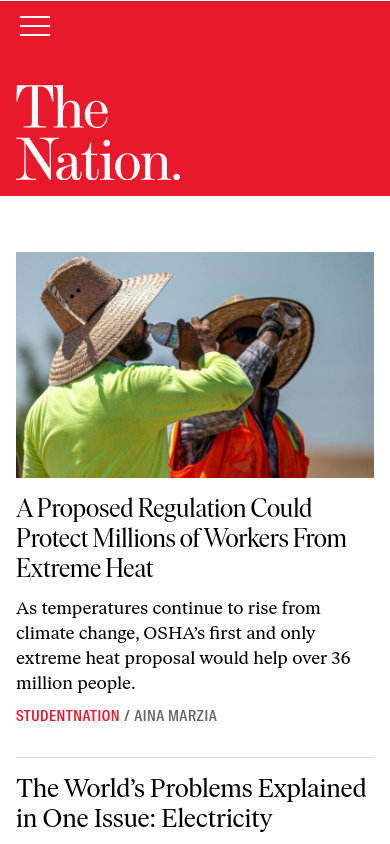 The
Nation.
A Proposed Regulation Could
Protect Millions of Workers From
Extreme Heat
As temperatures continue to rise from
climate change, OSHA’s first and only
extreme heat proposal would help over 36
million people.
STUDENTNATION / AINA MARZIA
The World’s Problems Explained
in One Issue: Electricity